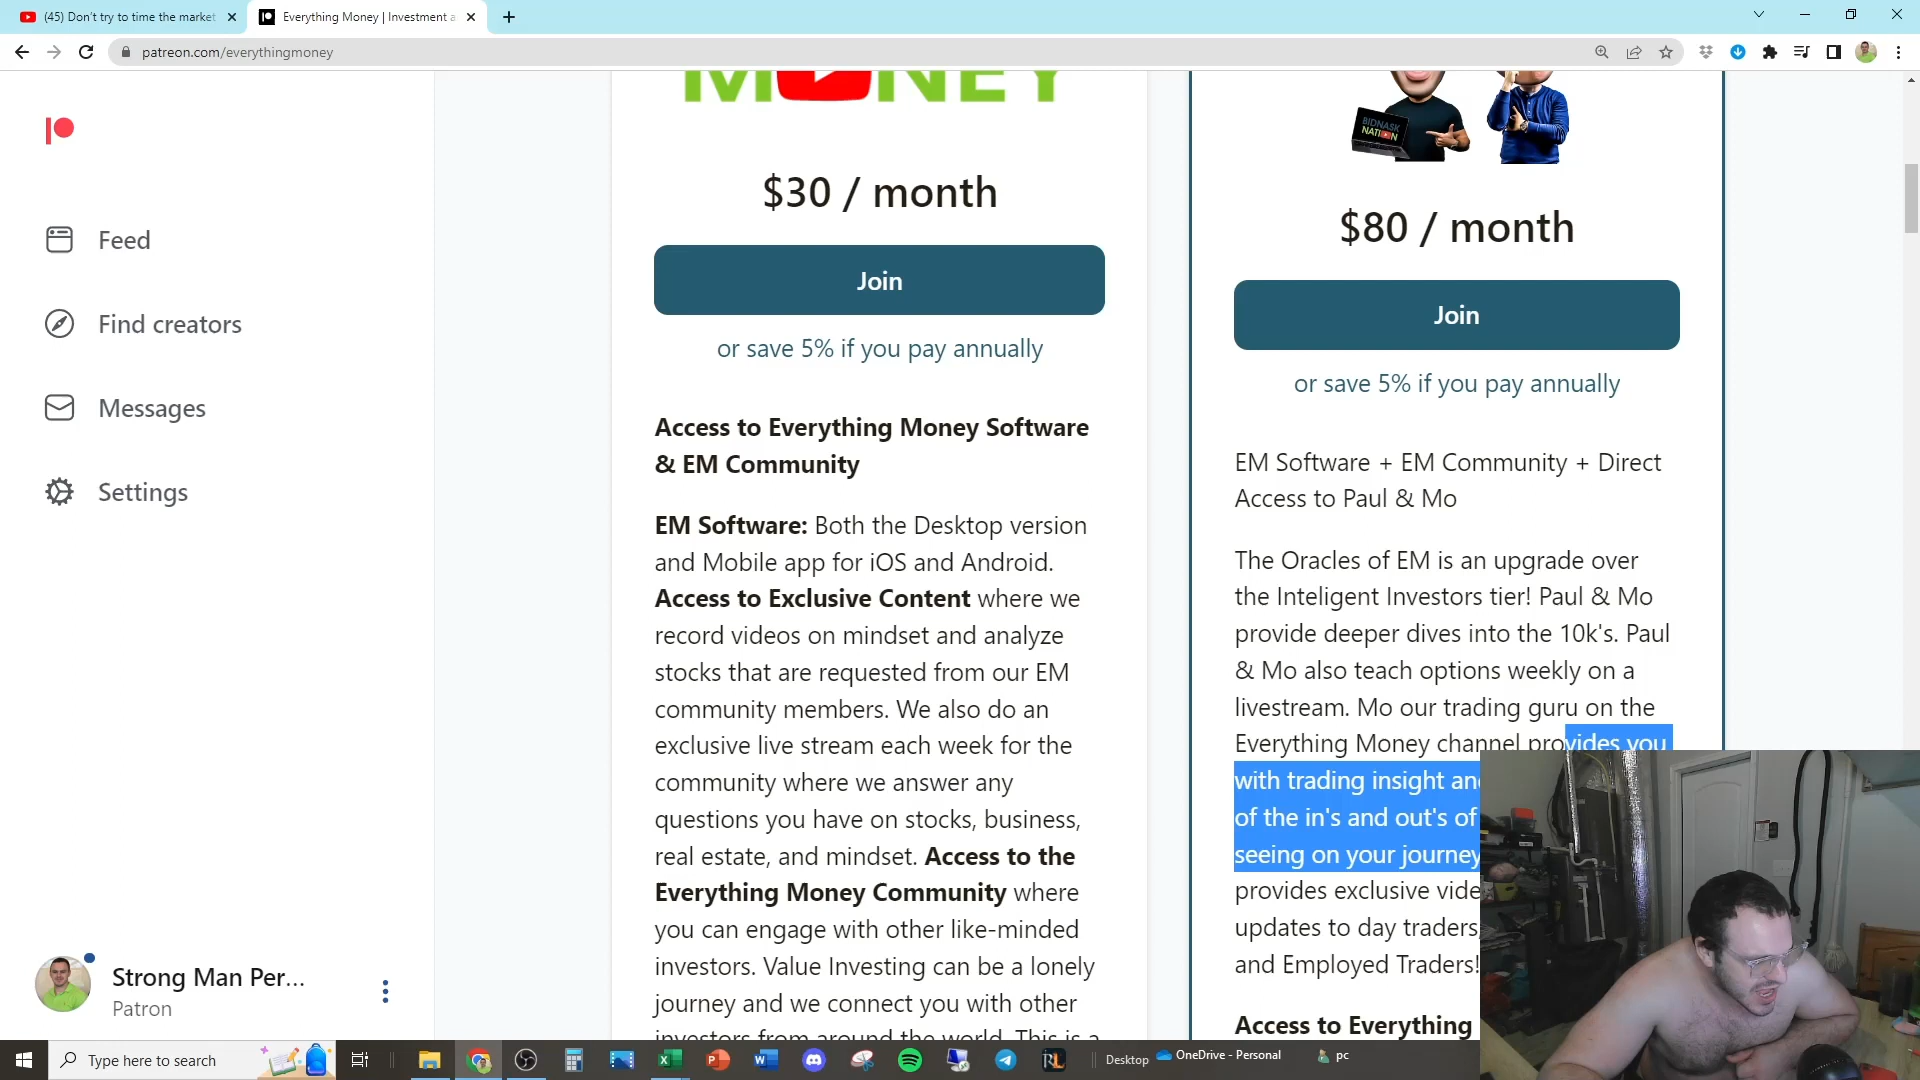 (45) Don't try to time the market
Everything Money | Investment a
patreon.com/everythingmoney
MONEY
BIDNASK
NATION
$30 / month
$80 / month
Join
Join
or save 5% if you pay annually
or save 5% if you pay annually
Feed
Find creators
Messages
Settings
Access to Everything Money Software
& EM Community
EM Software: Both the Desktop version
and Mobile app for iOS and Android.
Access to Exclusive Content where we
record videos on mindset and analyze
stocks that are requested from our EM
community members. We also do an
exclusive live stream each week for the
community where we answer any
questions you have on stocks, business,
real estate, and mindset. Access to the
Everything Money Community where
you can engage with other like-minded
investors. Value Investing can be a lonely
journey and we connect you with other
investors from around the world. This is a
EM Software + EM Community + Direct
Access to Paul & Mo
The Oracles of EM is an upgrade over
the Inteligent Investors tier! Paul & Mo
provide deeper dives into the 10k's. Paul
& Mo also teach options weekly on a
livestream. Mo our trading guru on the
Everything Money channel provides you
with trading insight and
of the in's and out's of
seeing on your journey
provides exclusive vide
updates to day traders,
and Employed Traders!
Access to Everything
Strong Man Per...
Patron
Type here to search
Desktop
OneDrive - Personal
pc